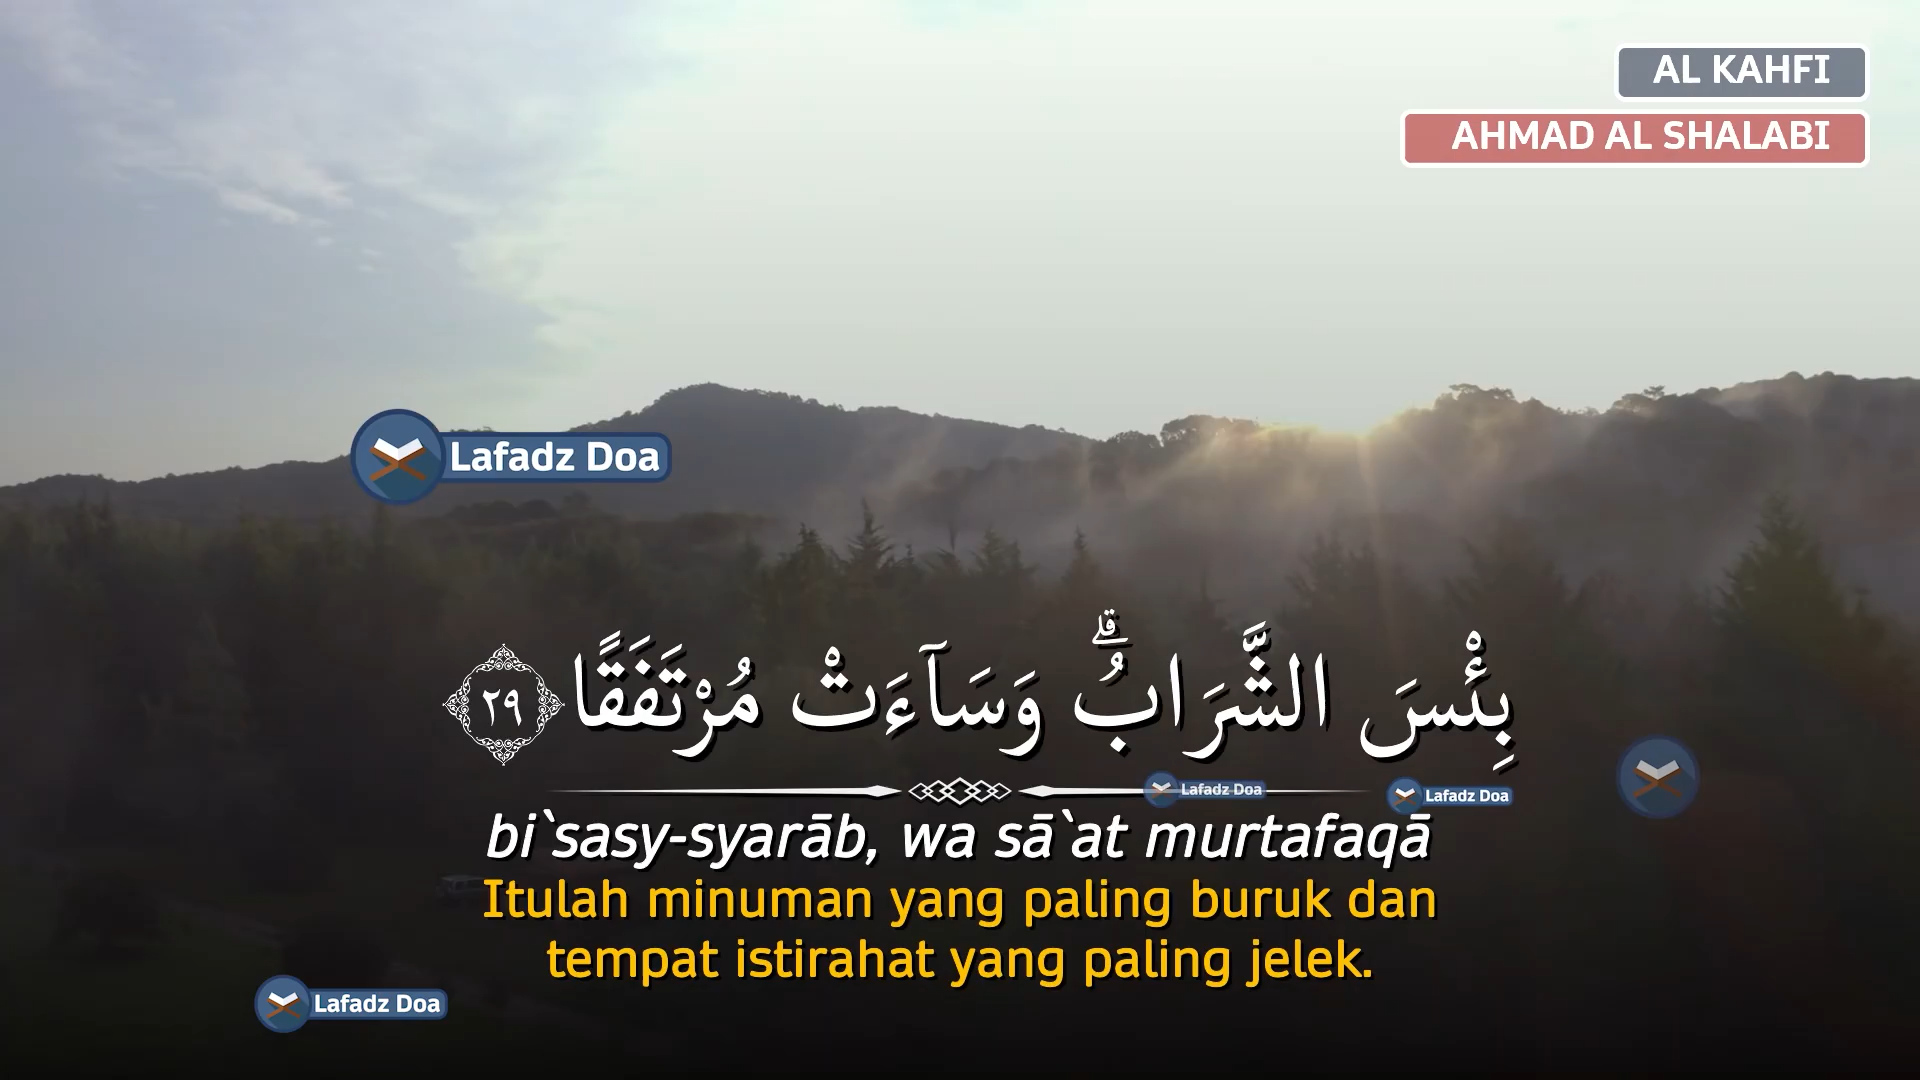 AL KAHFI
AHMAD AL SHALABI
Lafadz Doa
بِئْسَ الشَّرَابُۗ وَسَاۤءَتْ مُرْتَفَقًا ٢٩
Lafadz Doa
Lafadz Doa
bi`sasy-syarāb, wa sā`at murtafaqā
Itulah minuman yang paling buruk dan
tempat istirahat yang paling jelek.
Lafadz Doa